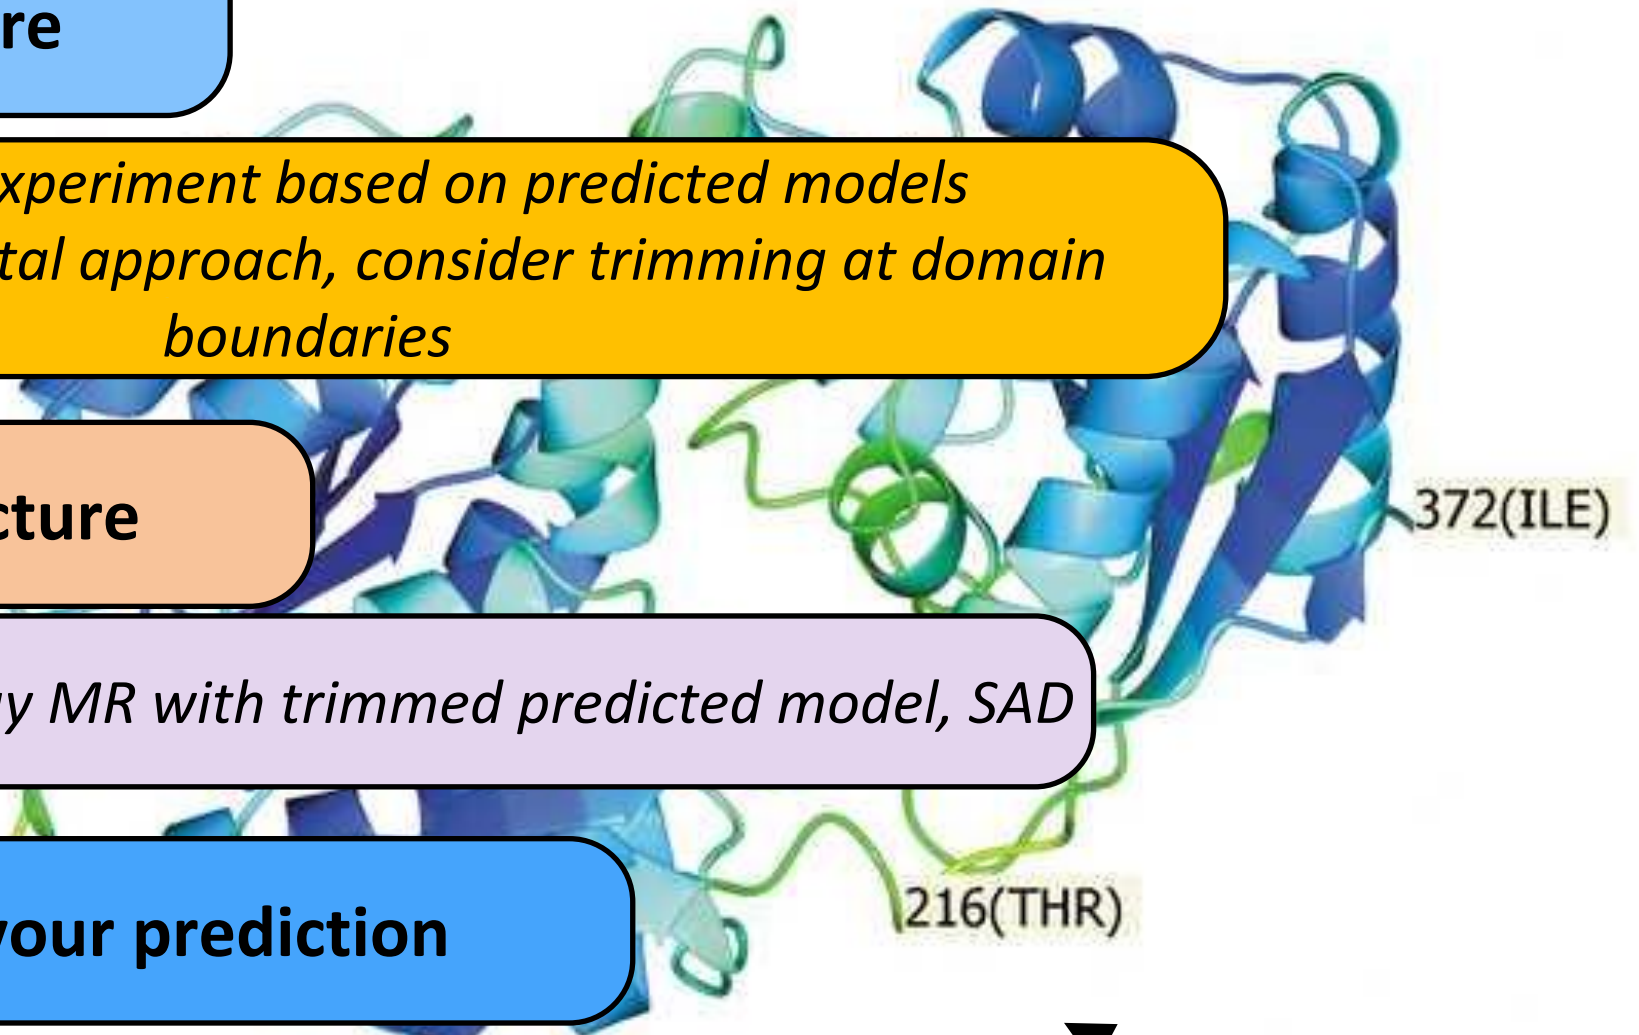 re
xperiment based on predicted models
tal approach, consider trimming at domain
boundaries
cture
372(ILE)
y MR with trimmed predicted model, SAD
216(THR)
your prediction